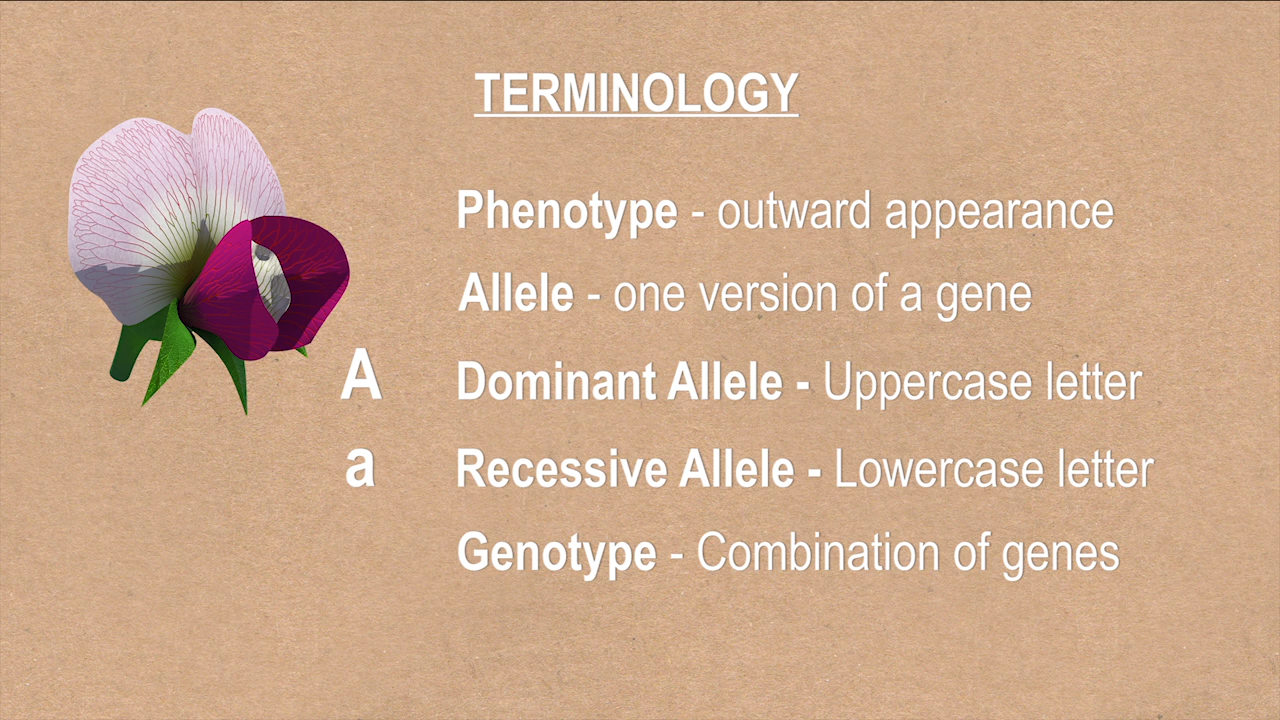 TERMINOLOGY
Phenotype - outward appearance
Allele - one version of a gene
A Dominant Allele - Uppercase letter
a Recessive Allele - Lowercase letter
Genotype - Combination of genes